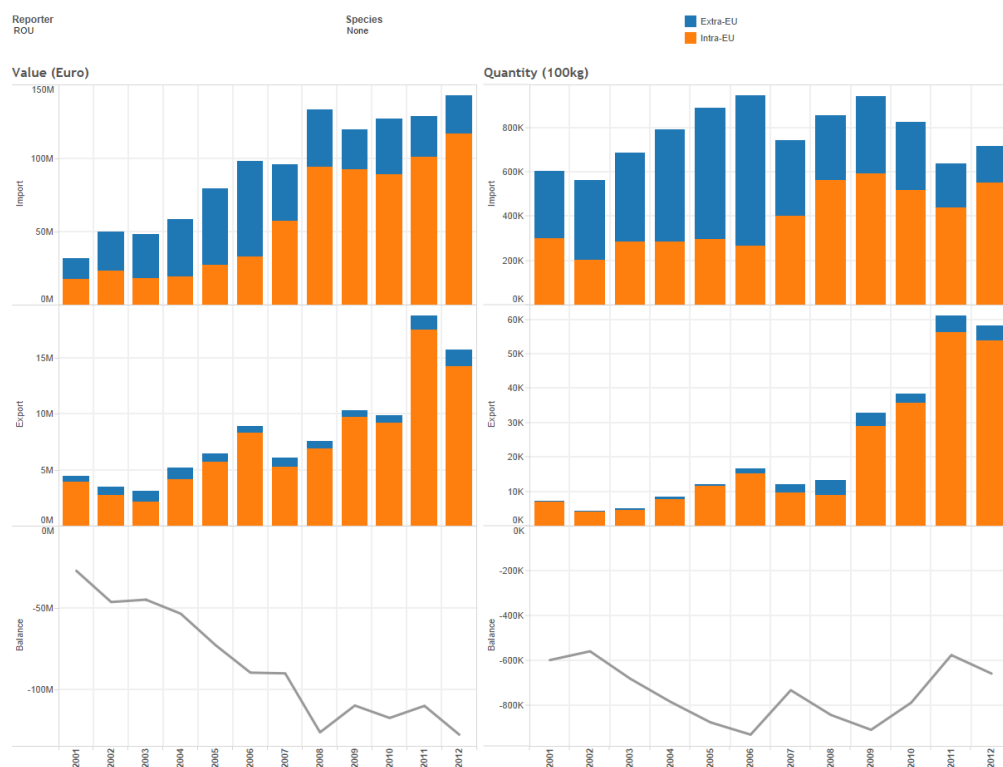 Reporter
ROU
Species
None
Extra-EU
Intra-EU
Value (Euro)
Quantity (100kg)
150M
100M
50M
0M
Import
800K
600K
400K
200K
0K
Import
15M
10M
5M
0M
Export
60K
50K
40K
30K
20K
10K
0K
Export
0M
-50M
-100M
Balance
0K
-200K
-400K
-600K
-800K
Balance
2001 2002 2003 2004 2005 2006 2007 2008 2009 2010 2011 2012
2001 2002 2003 2004 2005 2006 2007 2008 2009 2010 2011 2012